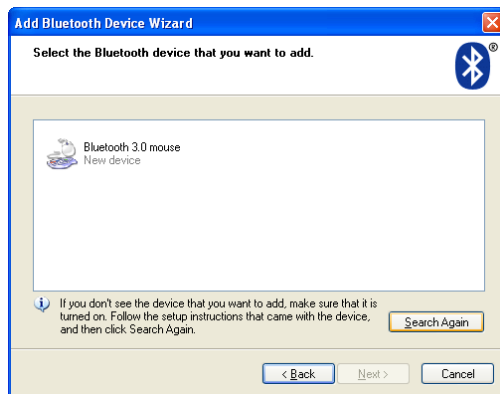 Add Bluetooth Device Wizard
Select the Bluetooth device that you want to add.
®
Bluetooth 3.0 mouse
New device
If you don't see the device that you want to add, make sure that it is
turned on. Follow the setup instructions that came with the device,
and then click Search Again.
Search Again
< Back
Next >
Cancel